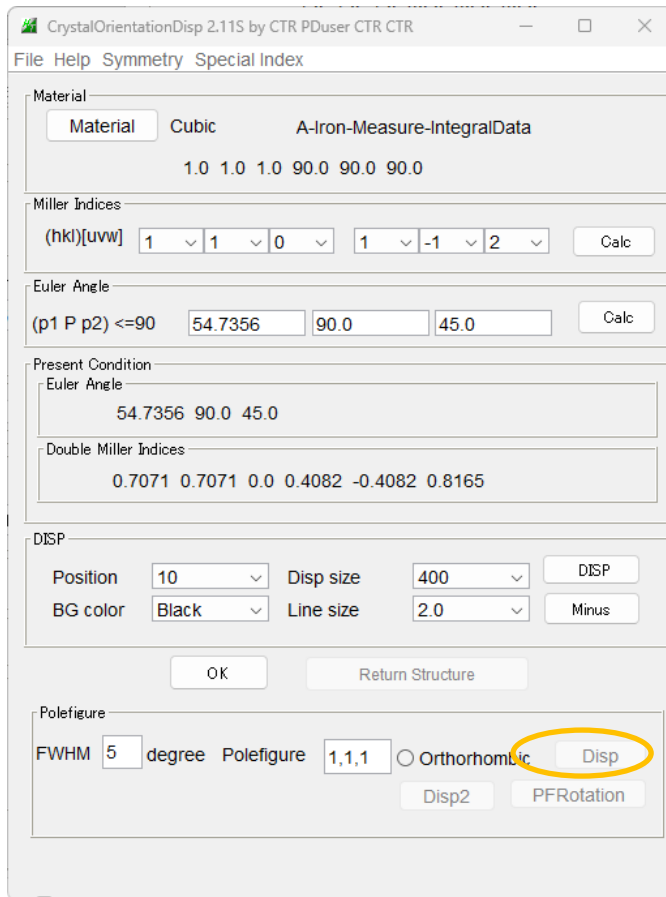 CrystalOrientationDisp 2.11S by CTR PDuser CTR CTR
File Help Symmetry Special Index
Material
Material Cubic A-Iron-Measure-IntegralData
1.0 1.0 1.0 90.0 90.0 90.0
Miller Indices
(hkl)[uvw] 1 1 0 1 -1 2 Calc
Euler Angle
(p1 P p2) <=90 54.7356 90.0 45.0 Calc
Present Condition
Euler Angle
54.7356 90.0 45.0
Double Miller Indices
0.7071 0.7071 0.0 0.4082 -0.4082 0.8165
DISP
Position 10 Disp size 400 DISP
BG color Black Line size 2.0 Minus
OK Return Structure
Polefigure
FWHM 5 degree Polefigure 1,1,1 Orthorhombic Disp
Disp2 PFRotation